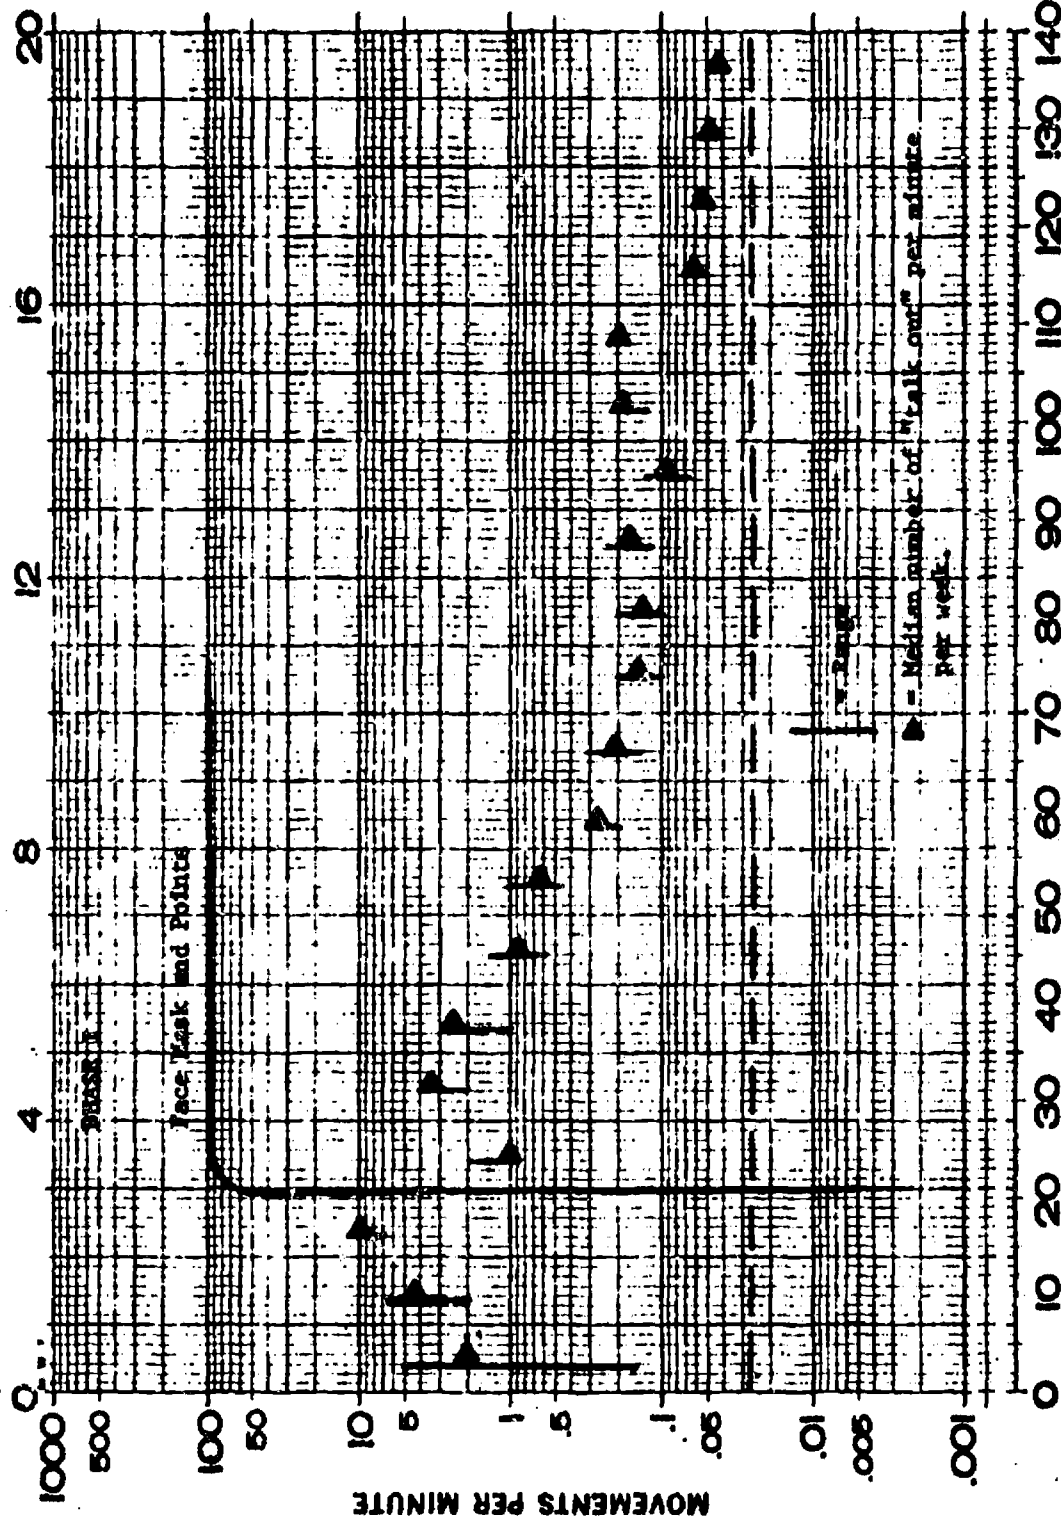 0 4 8 12 16 20
1000
500
100
50
10
5
1
.5
.1
.05
.01
.005
.001
MOVEMENTS PER MINUTE
PHASE I
Face Mask and Points
= Range
= Median number of "talk out" per minute
per week.
0 10 20 30 40 50 60 70 80 90 100 110 120 130 140